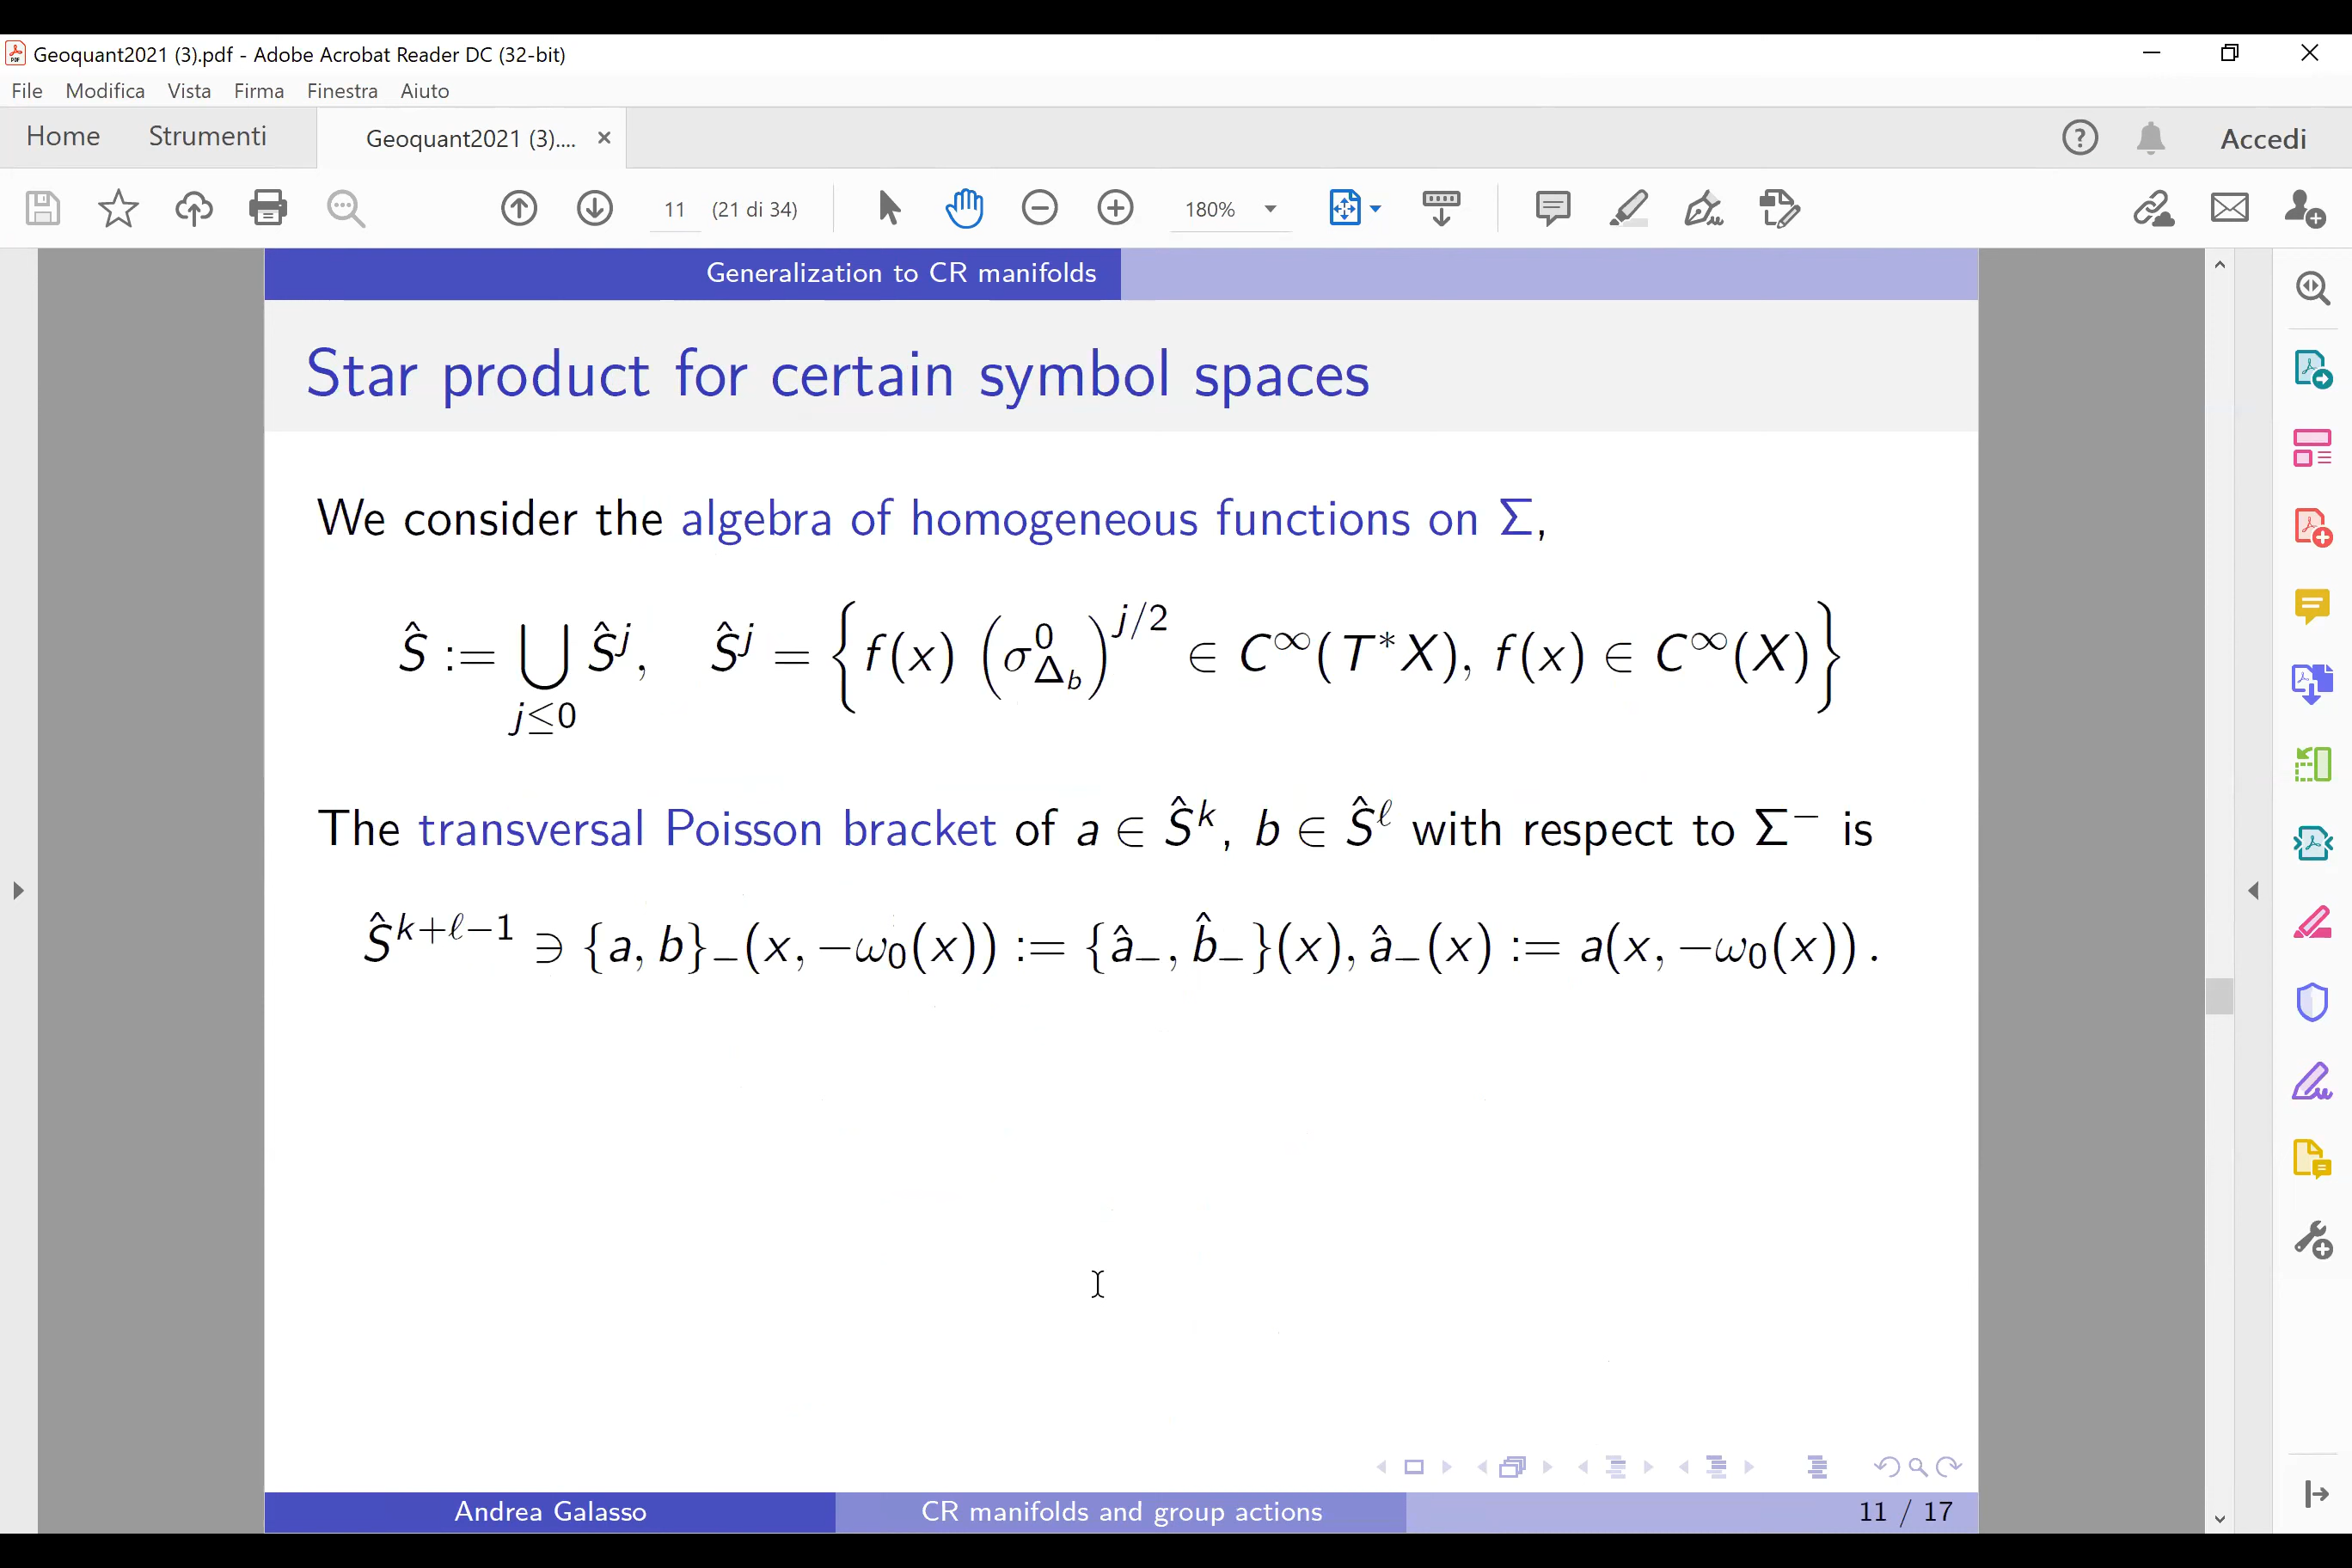 Geoquant2021 (3).pdf - Adobe Acrobat Reader DC (32-bit)
File Modifica Vista Firma Finestra Aiuto
Home Strumenti Geoquant2021 (3).... × Accedi
11 (21 di 34) 180%
Generalization to CR manifolds
Star product for certain symbol spaces
We consider the algebra of homogeneous functions on Σ,
Ŝ := ⋃_{j≤0} Ŝ^j, Ŝ^j = { f(x) (σ^0_{Δ_b})^{j/2} ∈ C^∞(T*X), f(x) ∈ C^∞(X) }
The transversal Poisson bracket of a ∈ Ŝ^k, b ∈ Ŝ^ℓ with respect to Σ^− is
Ŝ^{k+ℓ−1} ∋ {a, b}_−(x, −ω_0(x)) := {â_−, b̂_−}(x), â_−(x) := a(x, −ω_0(x)) .
Andrea Galasso CR manifolds and group actions 11 / 17